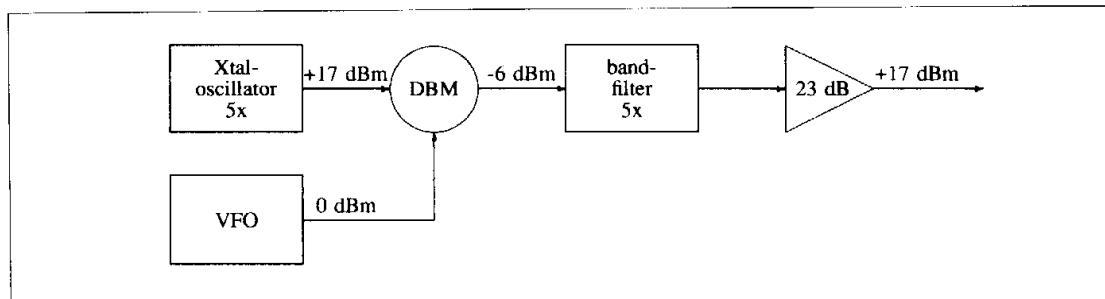 Xtal-
oscillator
5x
+17 dBm
DBM
-6 dBm
band-
filter
5x
23 dB
+17 dBm
VFO
0 dBm